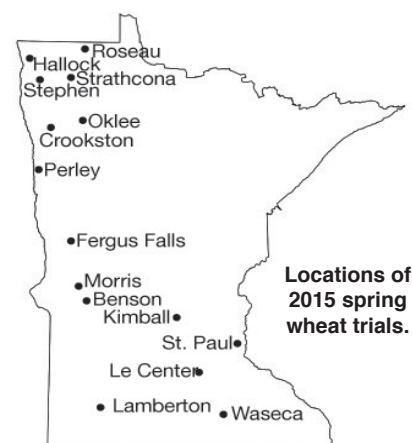 Roseau
Hallock
Strathcona
Stephen
Oklee
Crookston
Perley
Fergus Falls
Morris
Benson
Kimball
St. Paul
Le Center
Lamberton
Waseca
Locations of
2015 spring
wheat trials.